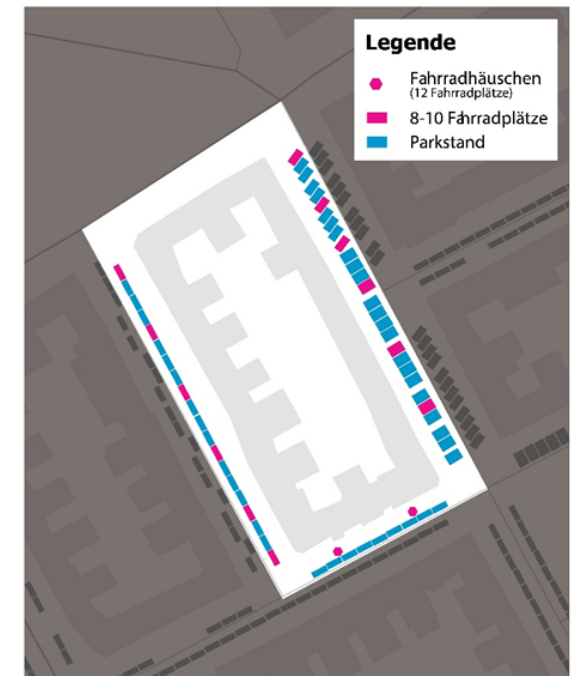 Legende
Fahrradhäuschen
(12 Fahrradplätze)
8-10 Fahrradplätze
Parkstand